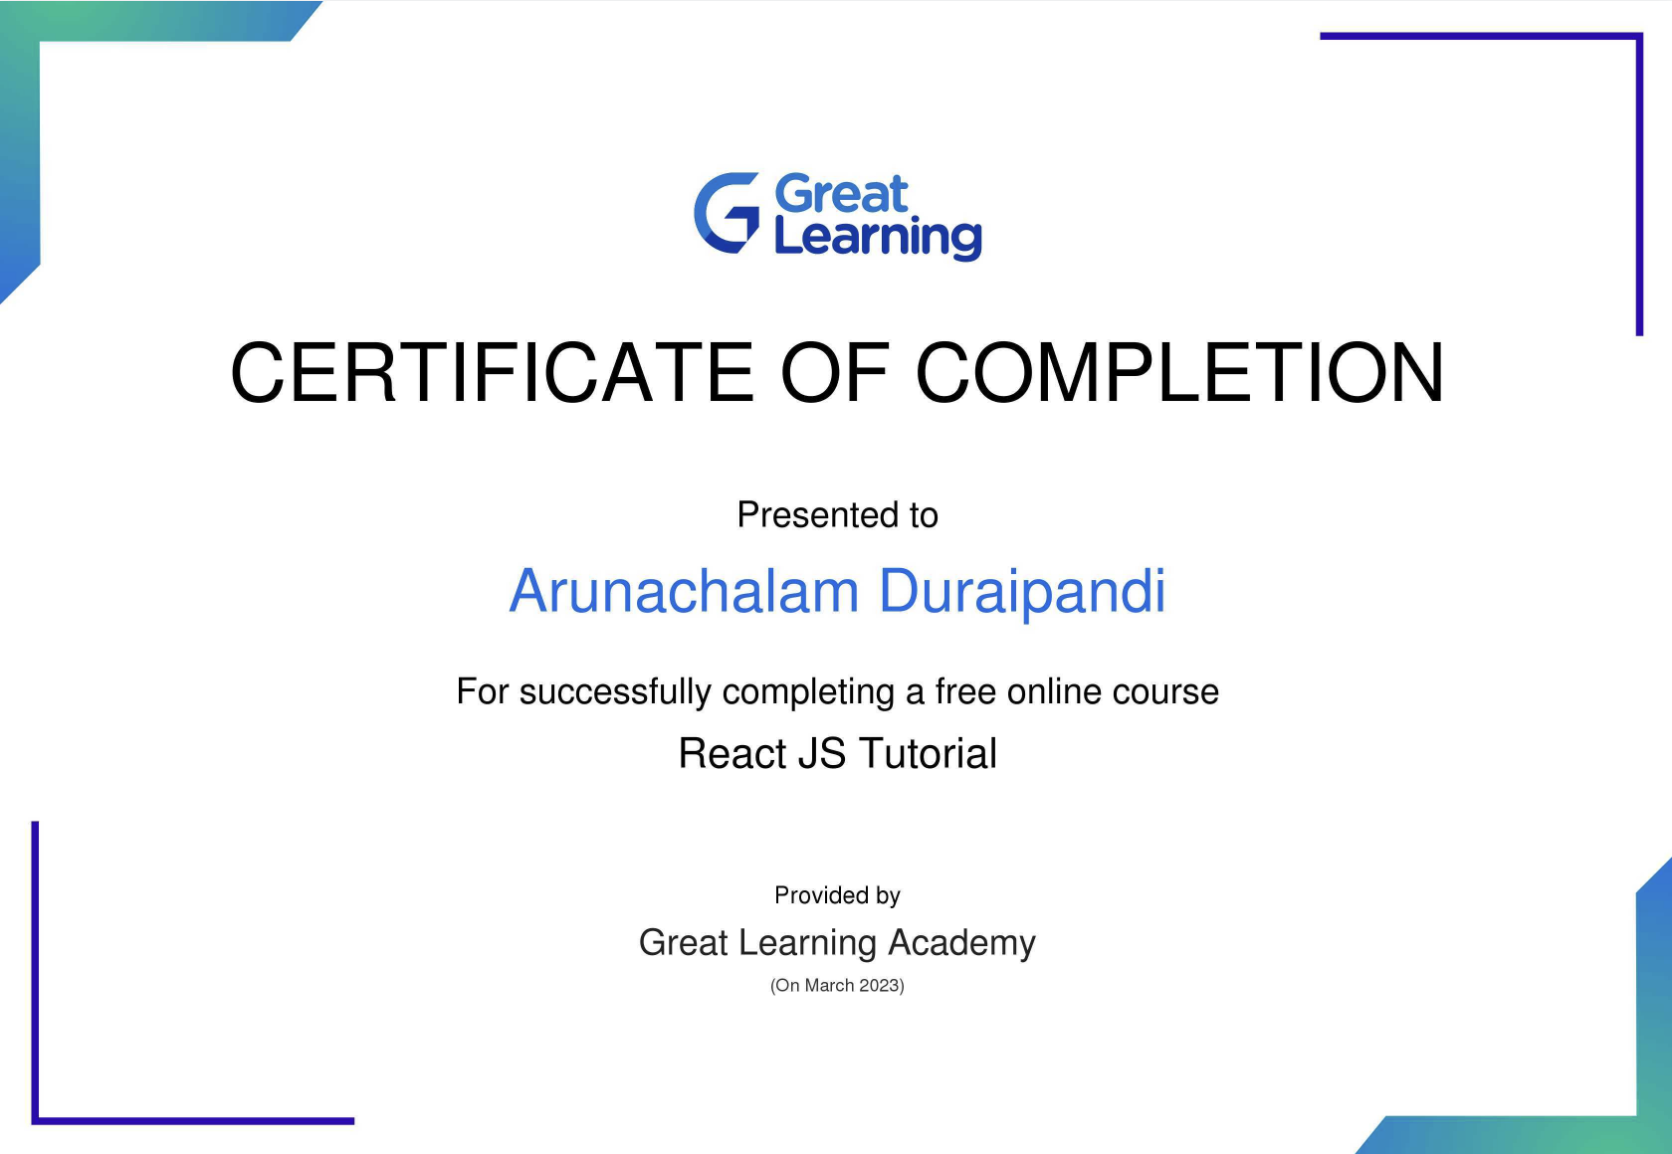 Great
Learning
CERTIFICATE OF COMPLETION
Presented to
Arunachalam Duraipandi
For successfully completing a free online course
React JS Tutorial
Provided by
Great Learning Academy
(On March 2023)